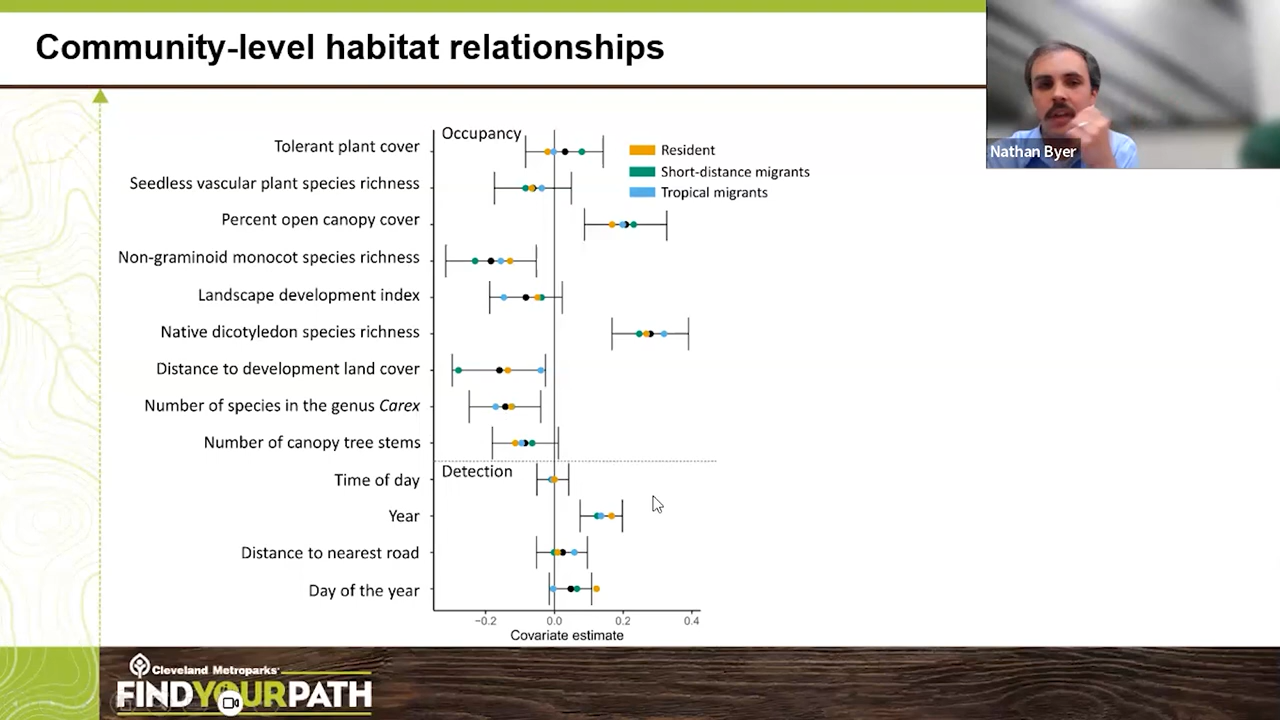 Community-level habitat relationships
Nathan Byer
Occupancy
Resident
Short-distance migrants
Tropical migrants
Tolerant plant cover
Seedless vascular plant species richness
Percent open canopy cover
Non-graminoid monocot species richness
Landscape development index
Native dicotyledon species richness
Distance to development land cover
Number of species in the genus Carex
Number of canopy tree stems
Detection
Time of day
Year
Distance to nearest road
Day of the year
−0.2 0.0 0.2 0.4
Covariate estimate
Cleveland Metroparks
FINDYOURPATH